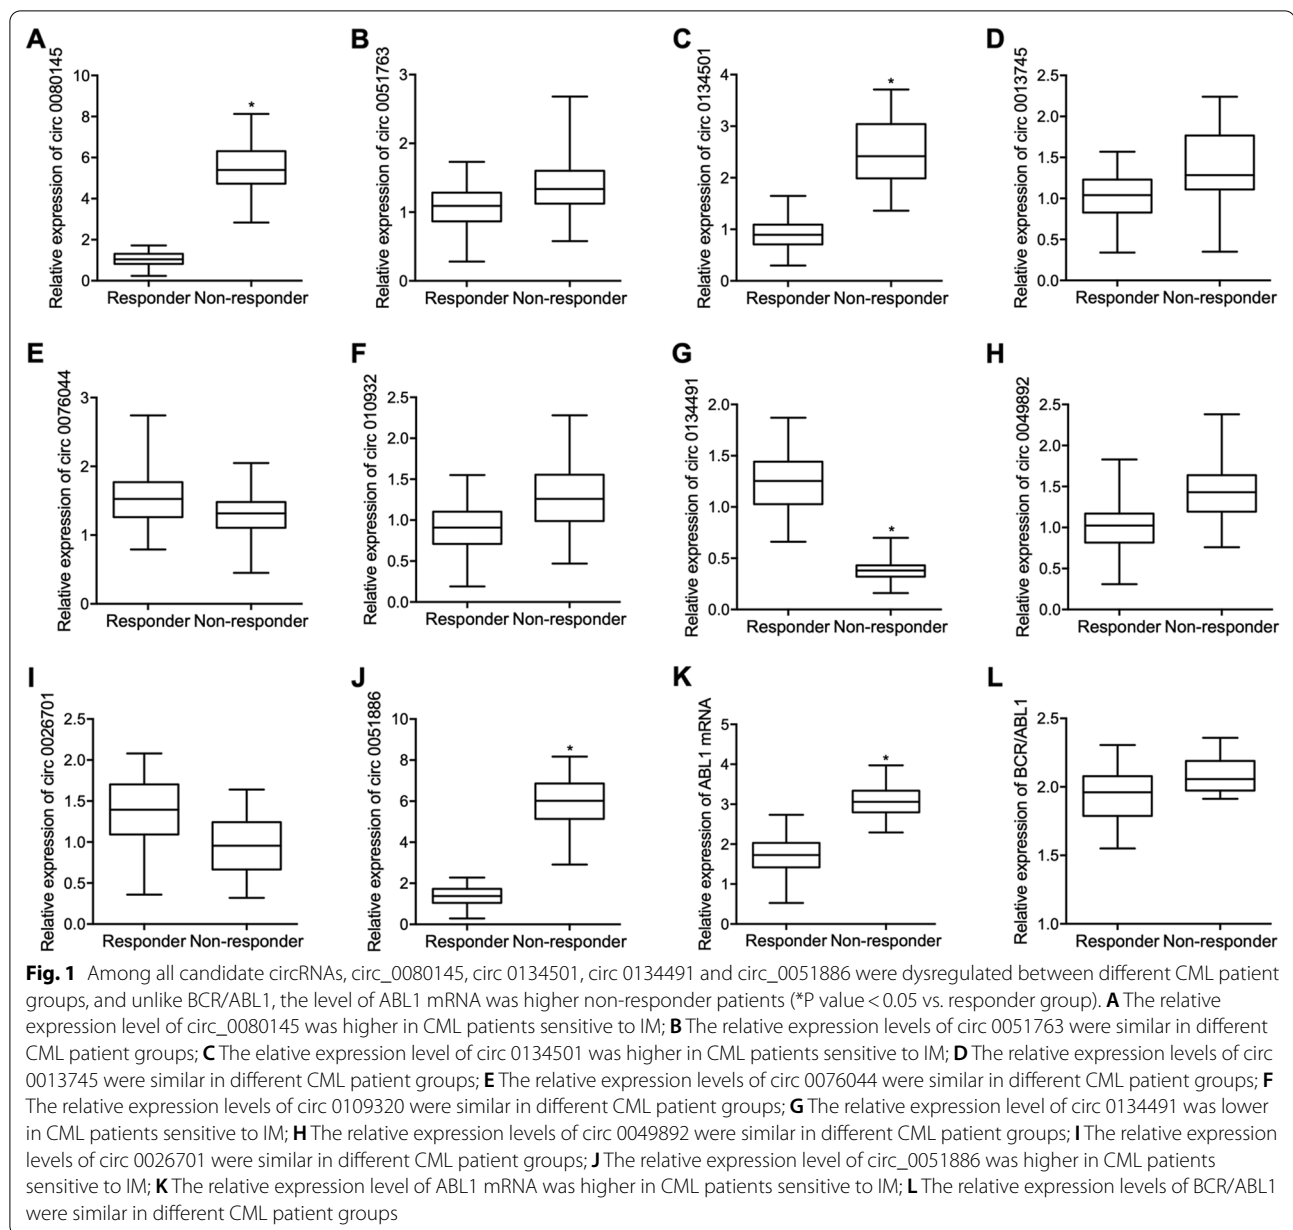 A
B
C
D
Relative expression of circ 0080145
10
8
6
4
2
0
*
Responder Non-responder
Relative expression of circ 0051763
3
2
1
0
Responder Non-responder
Relative expression of circ 0134501
4
3
2
1
0
*
Responder Non-responder
Relative expression of circ 0013745
2.5
2.0
1.5
1.0
0.5
0.0
Responder Non-responder
E
F
G
H
Relative expression of circ 0076044
3
2
1
0
Responder Non-responder
Relative expression of circ 010932
2.5
2.0
1.5
1.0
0.5
0.0
Responder Non-responder
Relative expression of circ 0134491
2.0
1.5
1.0
0.5
0.0
*
Responder Non-responder
Relative expression of circ 0049892
2.5
2.0
1.5
1.0
0.5
0.0
Responder Non-responder
I
J
K
L
Relative expression of circ 0026701
2.5
2.0
1.5
1.0
0.5
0.0
Responder Non-responder
Relative expression of circ 0051886
10
8
6
4
2
0
*
Responder Non-responder
Relative expression of ABL1 mRNA
5
4
3
2
1
0
*
Responder Non-responder
Relative expression of BCR/ABL1
2.5
2.0
1.5
1.0
Responder Non-responder
Fig. 1 Among all candidate circRNAs, circ_0080145, circ 0134501, circ 0134491 and circ_0051886 were dysregulated between different CML patient
groups, and unlike BCR/ABL1, the level of ABL1 mRNA was higher non-responder patients (*P value < 0.05 vs. responder group). A The relative
expression level of circ_0080145 was higher in CML patients sensitive to IM; B The relative expression levels of circ 0051763 were similar in different
CML patient groups; C The elative expression level of circ 0134501 was higher in CML patients sensitive to IM; D The relative expression levels of circ
0013745 were similar in different CML patient groups; E The relative expression levels of circ 0076044 were similar in different CML patient groups; F
The relative expression levels of circ 0109320 were similar in different CML patient groups; G The relative expression level of circ 0134491 was lower
in CML patients sensitive to IM; H The relative expression levels of circ 0049892 were similar in different CML patient groups; I The relative expression
levels of circ 0026701 were similar in different CML patient groups; J The relative expression level of circ_0051886 was higher in CML patients
sensitive to IM; K The relative expression level of ABL1 mRNA was higher in CML patients sensitive to IM; L The relative expression levels of BCR/ABL1
were similar in different CML patient groups